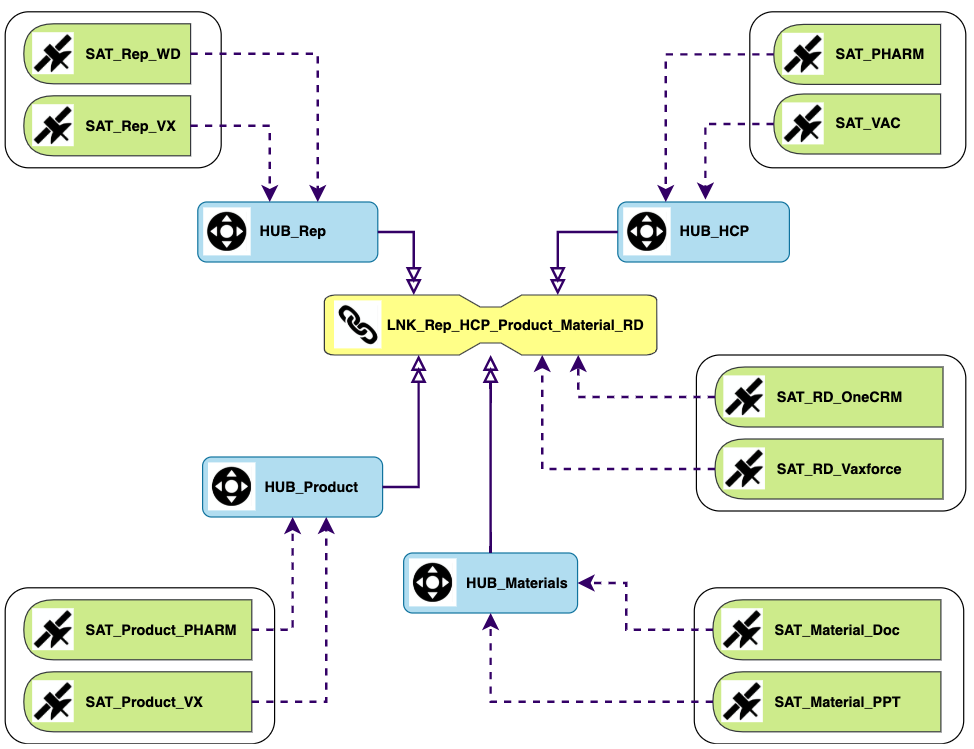 SAT_Rep_WD
SAT_PHARM
SAT_Rep_VX
SAT_VAC
HUB_Rep
HUB_HCP
LNK_Rep_HCP_Product_Material_RD
SAT_RD_OneCRM
SAT_RD_Vaxforce
HUB_Product
HUB_Materials
SAT_Product_PHARM
SAT_Material_Doc
SAT_Product_VX
SAT_Material_PPT